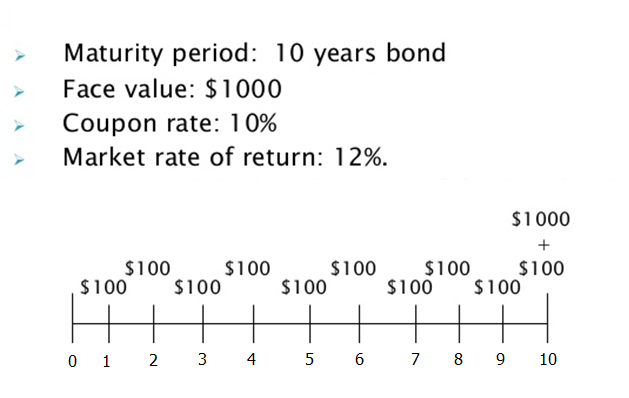 Maturity period: 10 years bond
Face value: $1000
Coupon rate: 10%
Market rate of return: 12%.
$1000
+
$100 $100 $100 $100 $100
$100 $100 $100 $100 $100
0 1 2 3 4 5 6 7 8 9 10